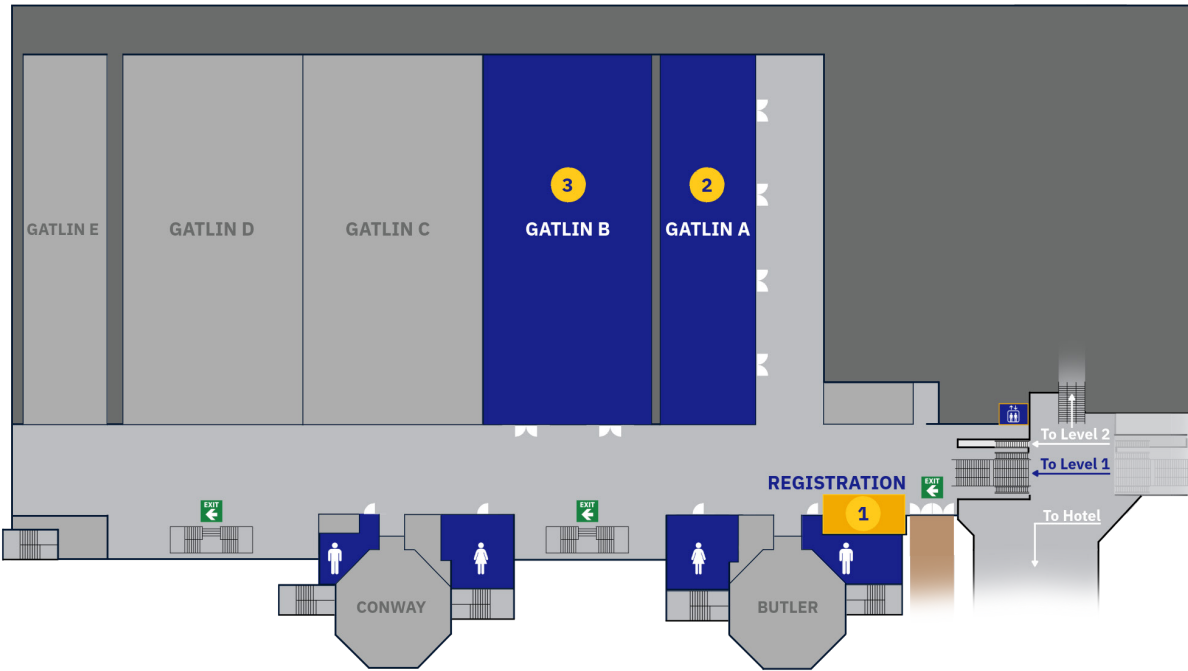 3
2
GATLIN E
GATLIN D
GATLIN C
GATLIN B
GATLIN A
To Level 2
To Level 1
REGISTRATION
EXIT
EXIT
EXIT
1
To Hotel
CONWAY
BUTLER